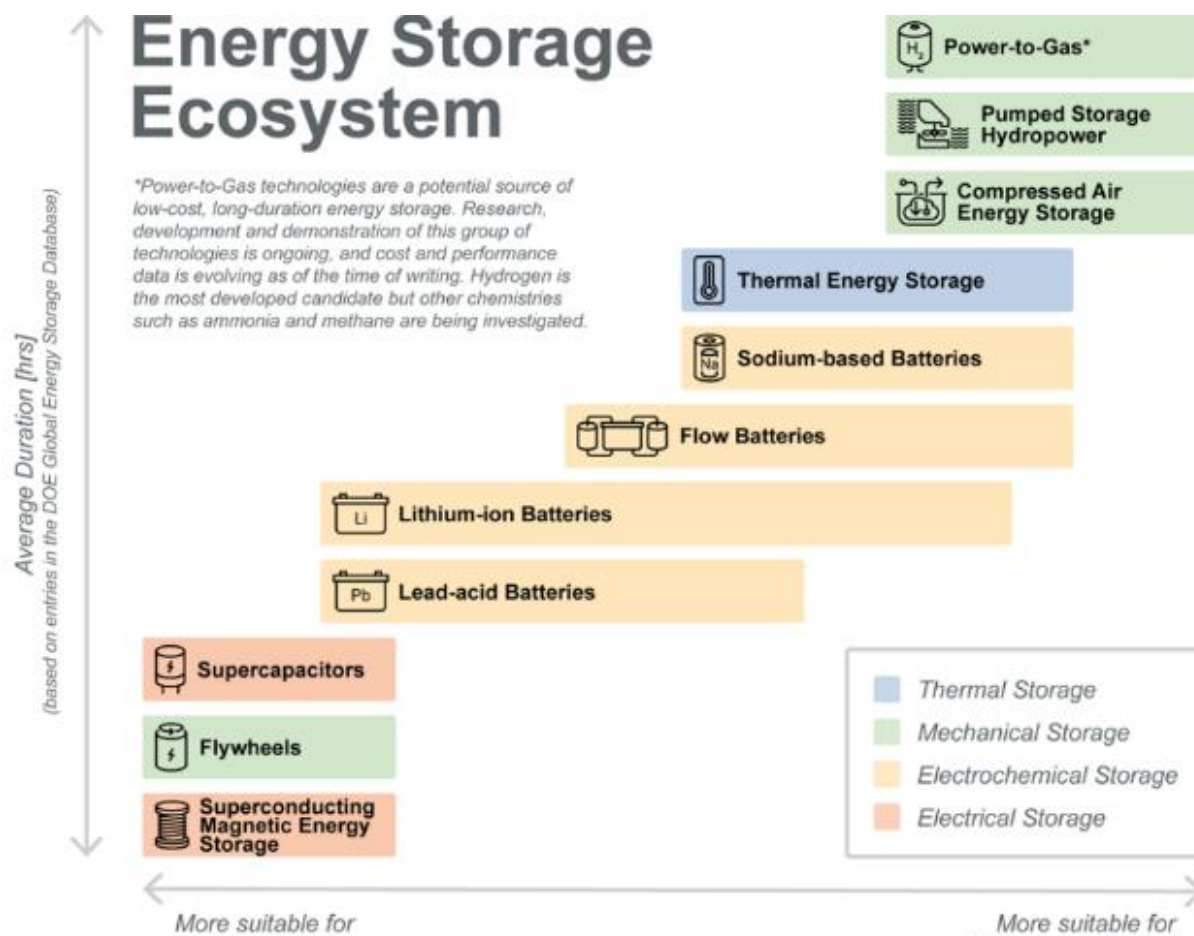 Energy Storage
Ecosystem
*Power-to-Gas technologies are a potential source of
low-cost, long-duration energy storage. Research,
development and demonstration of this group of
technologies is ongoing, and cost and performance
data is evolving as of the time of writing. Hydrogen is
the most developed candidate but other chemistries
such as ammonia and methane are being investigated.
Average Duration [hrs]
(based on entries in the DOE Global Energy Storage Database)
H2
Power-to-Gas*
Pumped Storage
Hydropower
Compressed Air
Energy Storage
Thermal Energy Storage
Na
Sodium-based Batteries
Flow Batteries
Li
Lithium-ion Batteries
Pb
Lead-acid Batteries
Supercapacitors
Flywheels
Superconducting
Magnetic Energy
Storage
Thermal Storage
Mechanical Storage
Electrochemical Storage
Electrical Storage
More suitable for
More suitable for